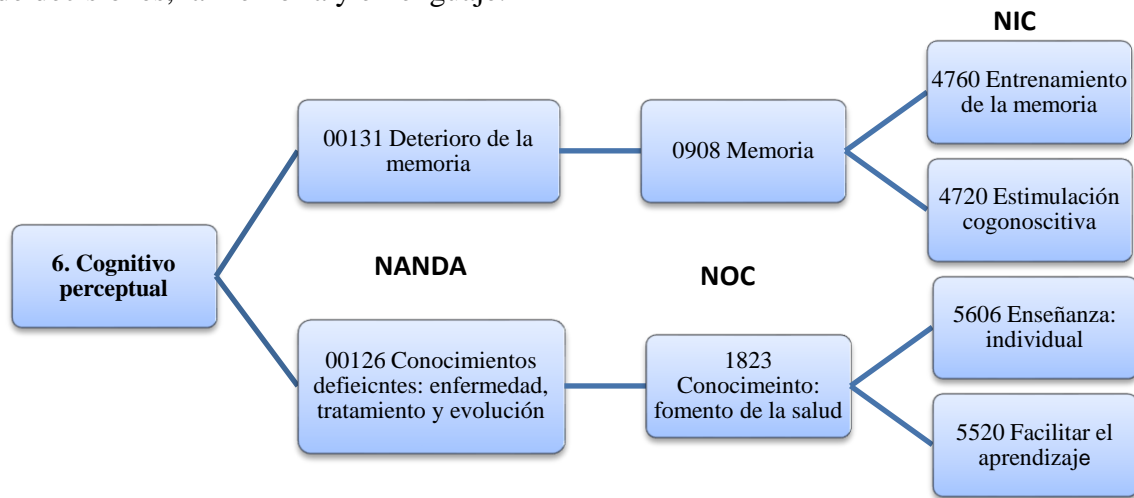 NIC
4760 Entrenamiento
de la memoria
00131 Deterioro de la
memoria
0908 Memoria
4720 Estimulación
cogonoscitiva
6. Cognitivo
perceptual
NANDA
NOC
5606 Enseñanza:
individual
00126 Conocimientos
defieicntes: enfermedad,
tratamiento y evolución
1823
Conocimeinto:
fomento de la salud
5520 Facilitar el
aprendizaje